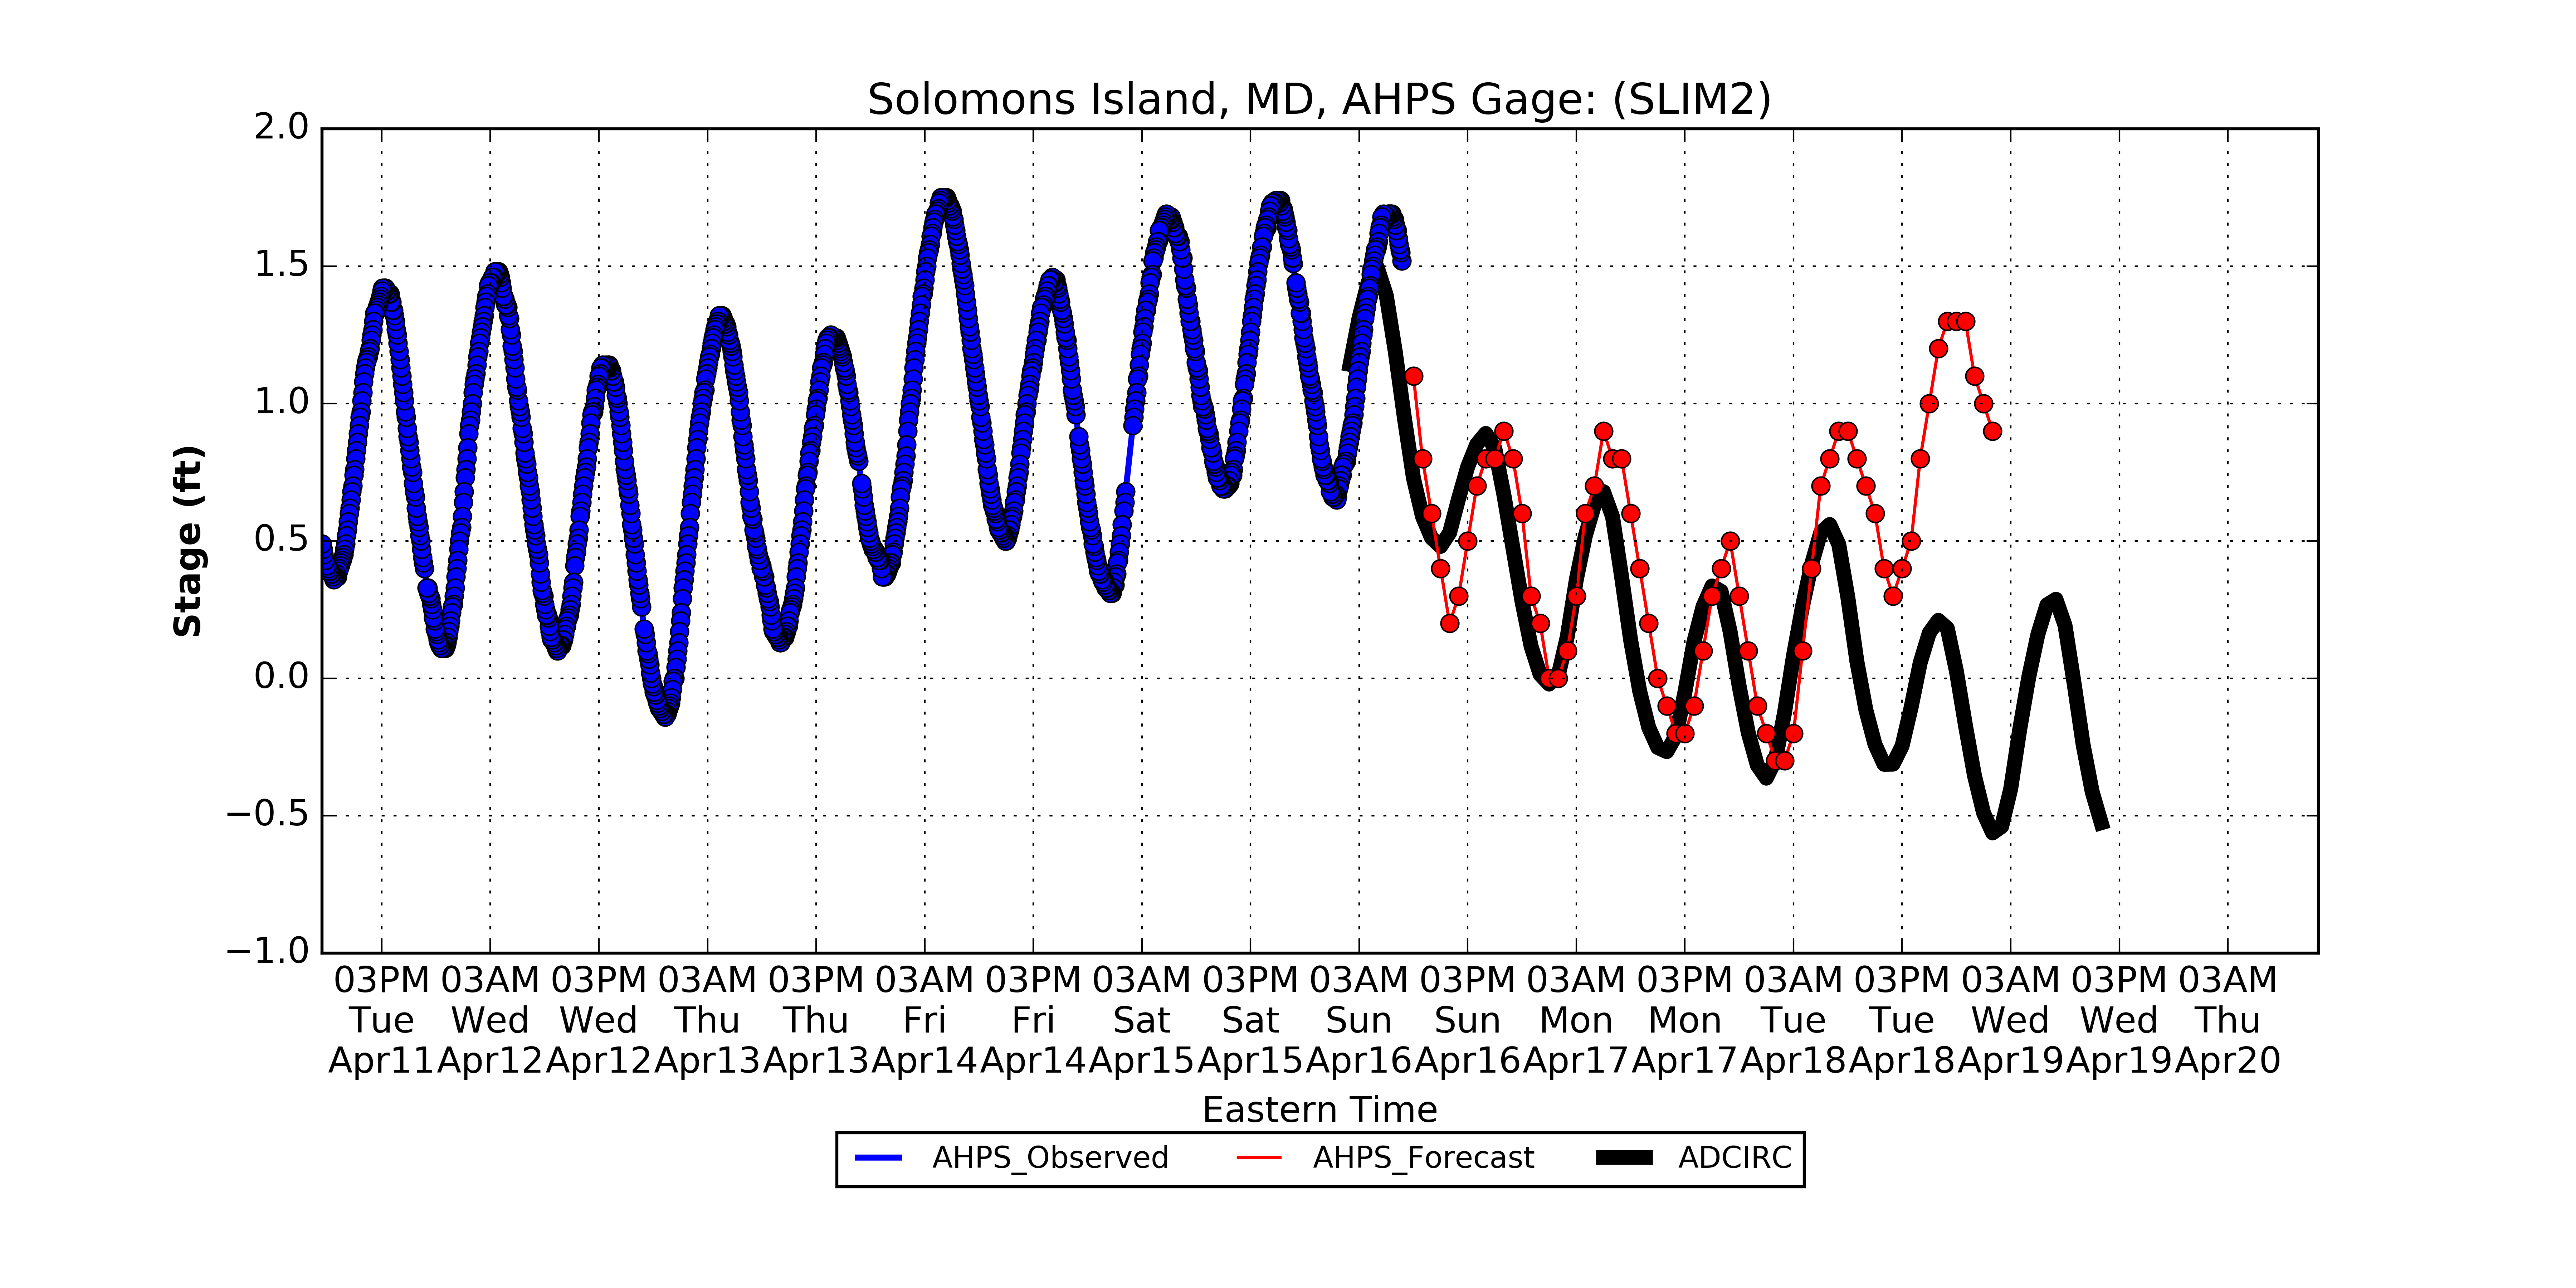 Solomons Island, MD, AHPS Gage: (SLIM2)
2.0
1.5
1.0
0.5
0.0
−0.5
−1.0
Stage (ft)
03PM 03AM 03PM 03AM 03PM 03AM 03PM 03AM 03PM 03AM 03PM 03AM 03PM 03AM 03PM 03AM 03PM 03AM
Tue Wed Wed Thu Thu Fri Fri Sat Sat Sun Sun Mon Mon Tue Tue Wed Wed Thu
Apr11 Apr12 Apr12 Apr13 Apr13 Apr14 Apr14 Apr15 Apr15 Apr16 Apr16 Apr17 Apr17 Apr18 Apr18 Apr19 Apr19 Apr20
Eastern Time
AHPS_Observed AHPS_Forecast ADCIRC